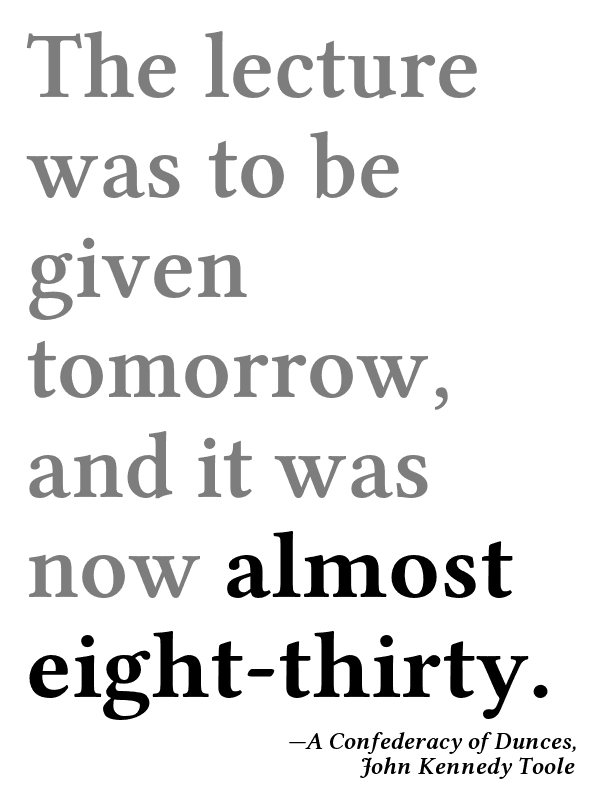 The lecture
was to be
given
tomorrow,
and it was
now almost
eight-thirty.
—A Confederacy of Dunces,
John Kennedy Toole